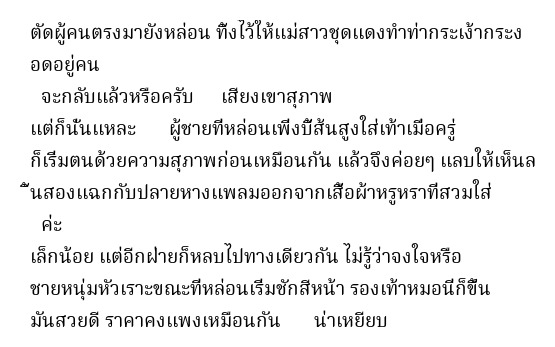 ตัดผู้คนตรงมายังหล่อน ทิ้งไว้ให้แม่สาวชุดแดงทำท่ากระเง้ากระง
อดอยู่คน
จะกลับแล้วหรือครับ เสียงเขาสุภาพ
แต่ก็นั่นแหละ ผู้ชายที่หล่อนเพิ่งบี้ส้นสูงใส่เท้าเมื่อครู่
ก็เริ่มตนด้วยความสุภาพก่อนเหมือนกัน แล้วจึงค่อยๆ แลบให้เห็นล
ิ้นสองแฉกกับปลายหางแพลมออกจากเสื้อผ้าหรูหราที่สวมใส่
ค่ะ
เล็กน้อย แต่อีกฝ่ายก็หลบไปทางเดียวกัน ไม่รู้ว่าจงใจหรือ
ชายหนุ่มหัวเราะขณะที่หล่อนเริ่มชักสีหน้า รองเท้าหมอนี่ก็ขึ้น
มันสวยดี ราคาคงแพงเหมือนกัน น่าเหยียบ